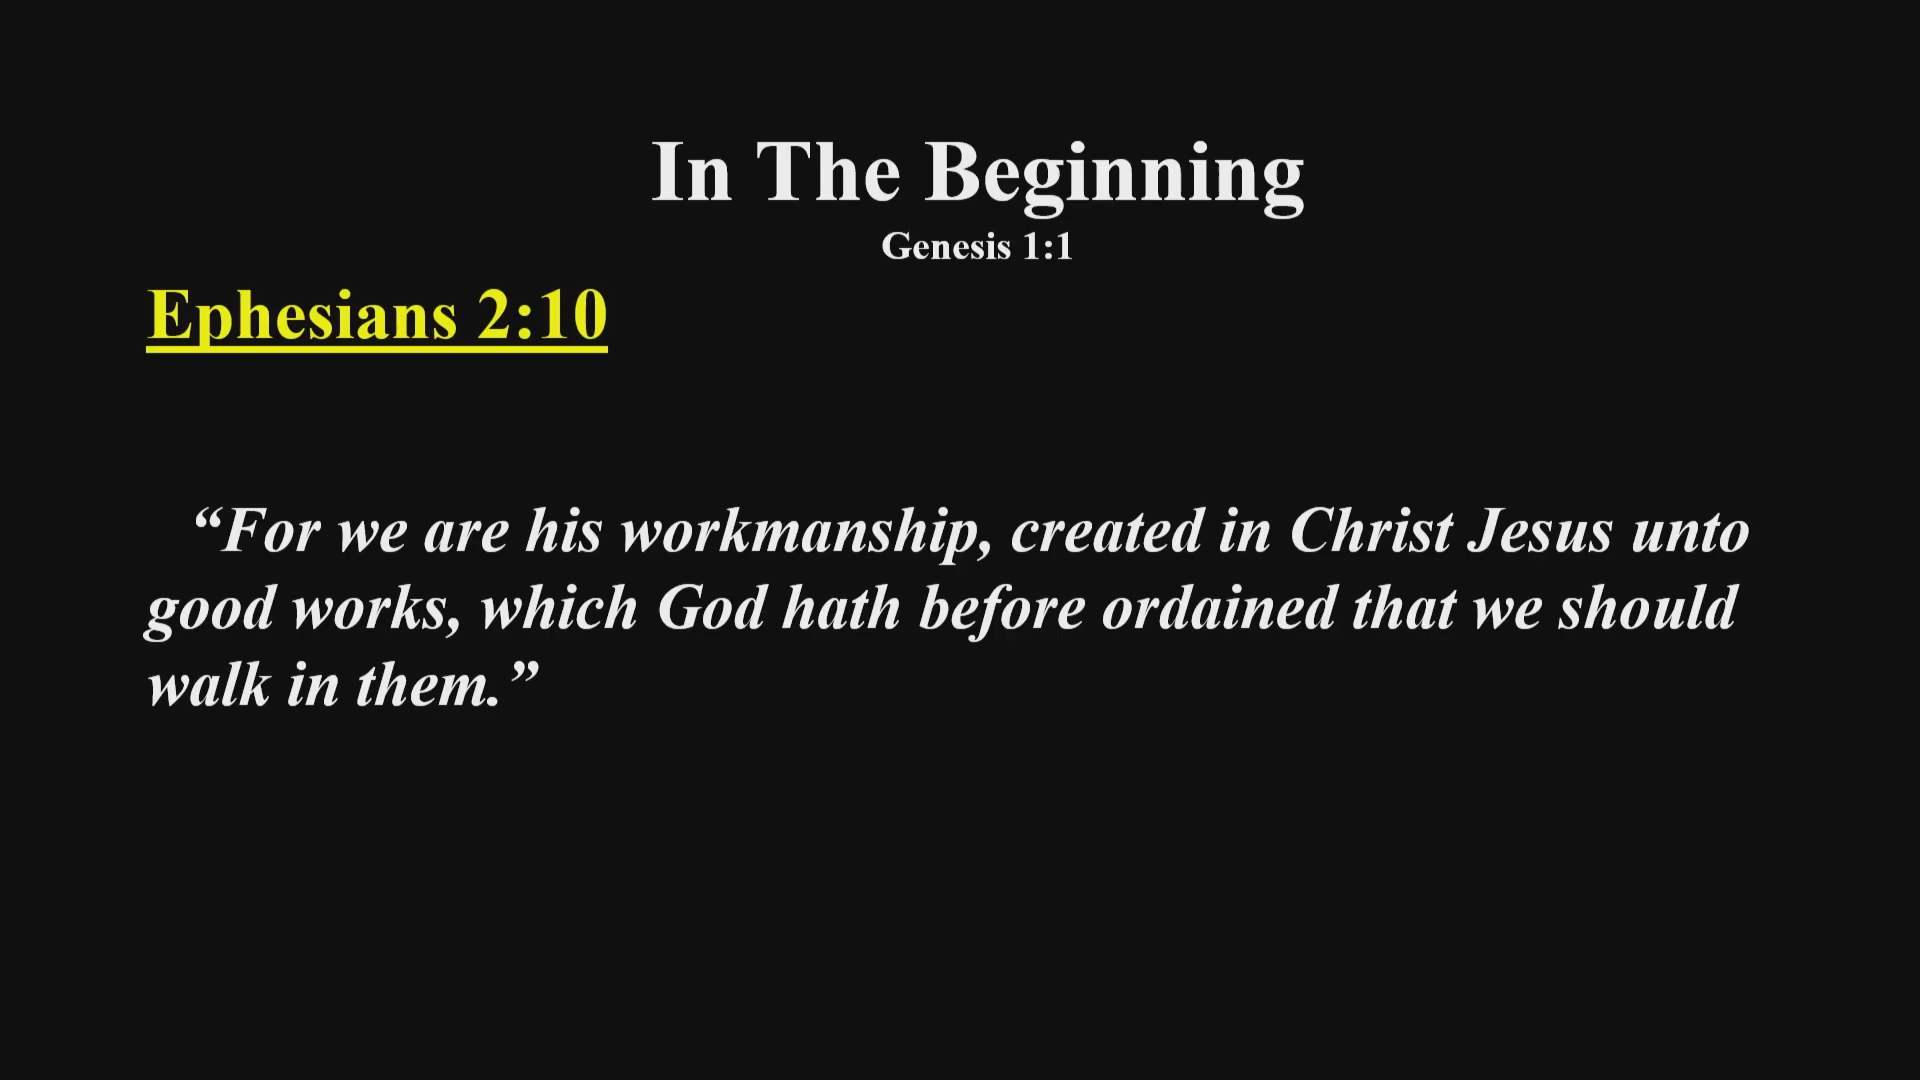 In The Beginning
Genesis 1:1
Ephesians 2:10
“For we are his workmanship, created in Christ Jesus unto
good works, which God hath before ordained that we should
walk in them.”